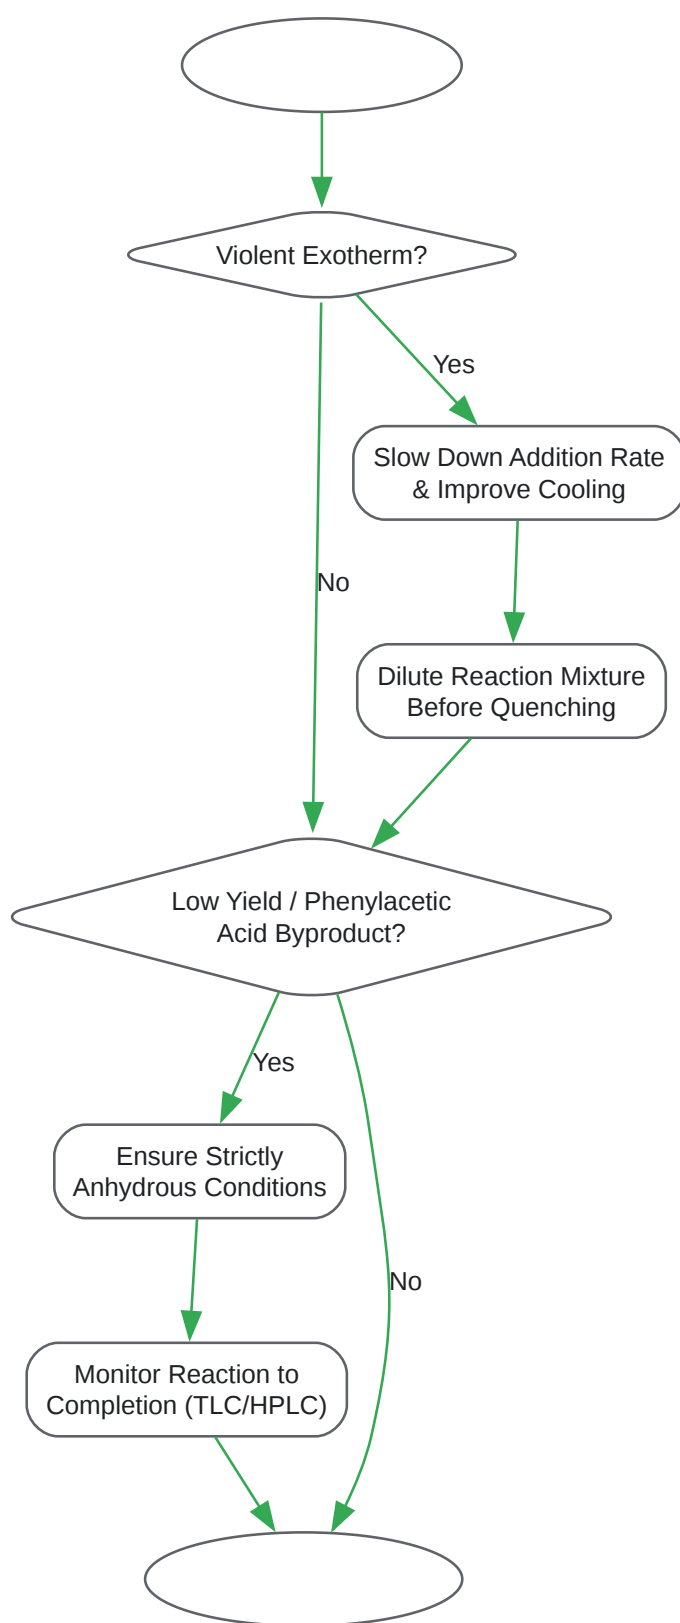 Violent Exotherm?
Yes
Slow Down Addition Rate
& Improve Cooling
No
Dilute Reaction Mixture
Before Quenching
Low Yield / Phenylacetic
Acid Byproduct?
Yes
Ensure Strictly
Anhydrous Conditions
No
Monitor Reaction to
Completion (TLC/HPLC)